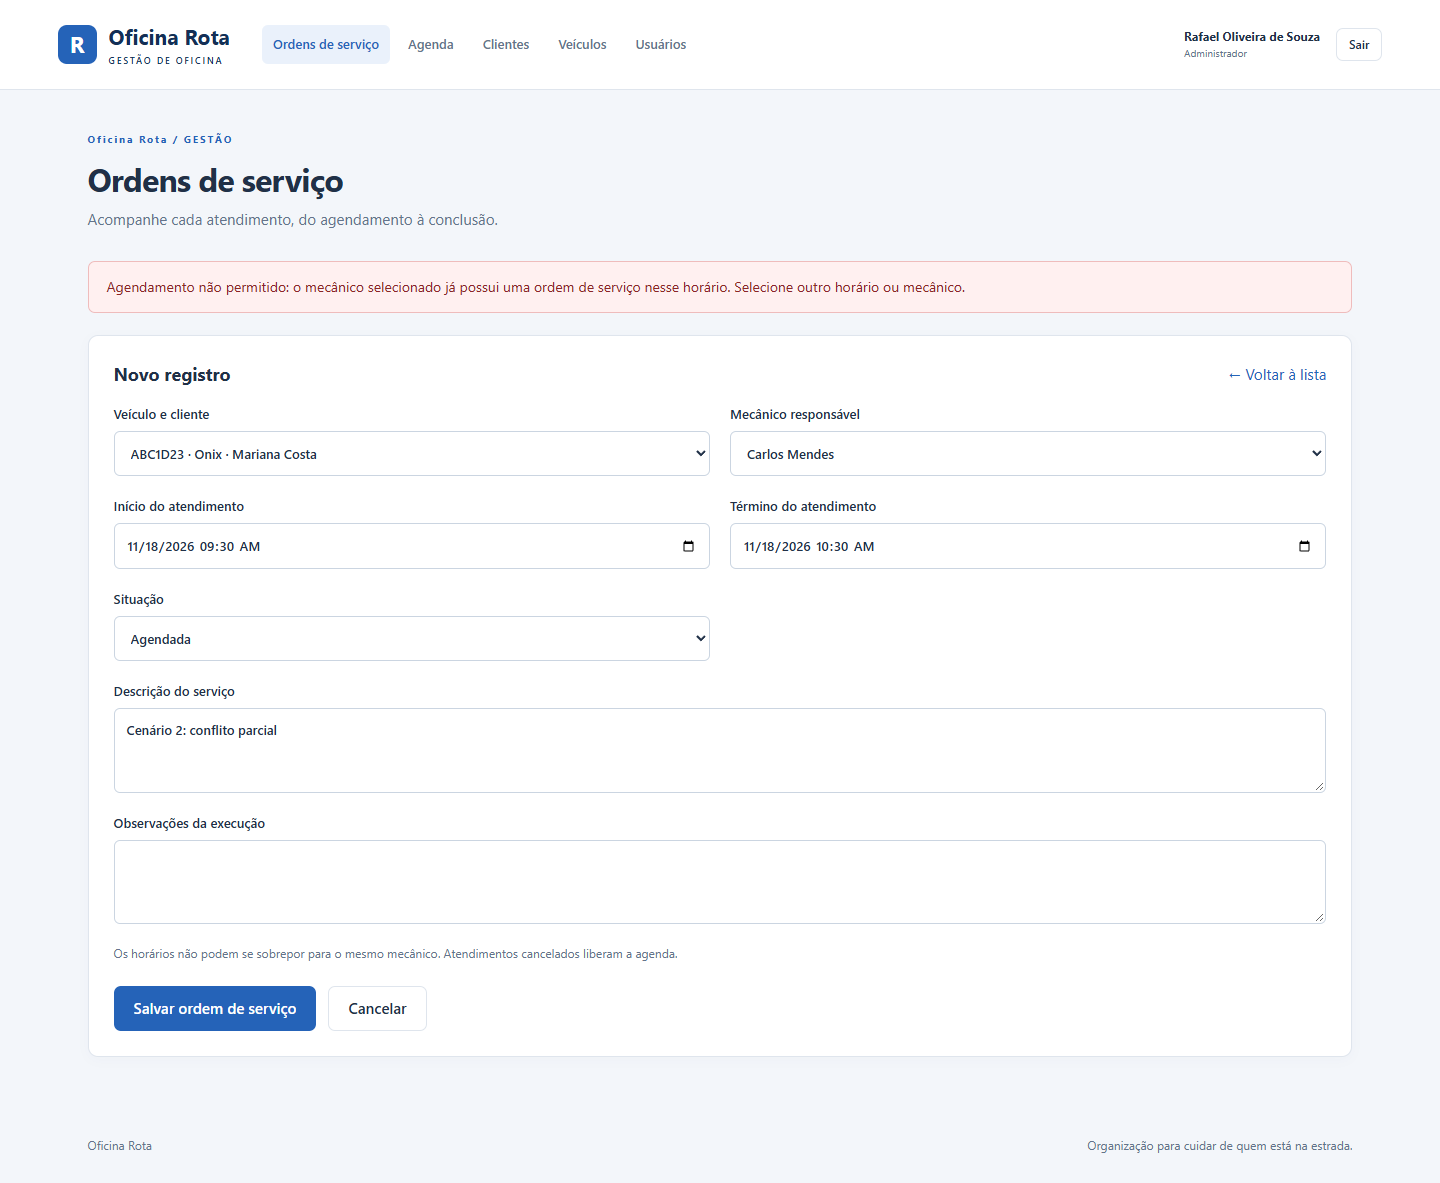 R
Oficina Rota
GESTÃO DE OFICINA
Ordens de serviço
Agenda
Clientes
Veículos
Usuários
Rafael Oliveira de Souza
Administrador
Sair
Oficina Rota / GESTÃO
Ordens de serviço
Acompanhe cada atendimento, do agendamento à conclusão.
Agendamento não permitido: o mecânico selecionado já possui uma ordem de serviço nesse horário. Selecione outro horário ou mecânico.
Novo registro
← Voltar à lista
Veículo e cliente
ABC1D23 · Onix · Mariana Costa
Mecânico responsável
Carlos Mendes
Início do atendimento
11/18/2026 09:30 AM
Término do atendimento
11/18/2026 10:30 AM
Situação
Agendada
Descrição do serviço
Cenário 2: conflito parcial
Observações da execução
Os horários não podem se sobrepor para o mesmo mecânico. Atendimentos cancelados liberam a agenda.
Salvar ordem de serviço
Cancelar
Oficina Rota
Organização para cuidar de quem está na estrada.